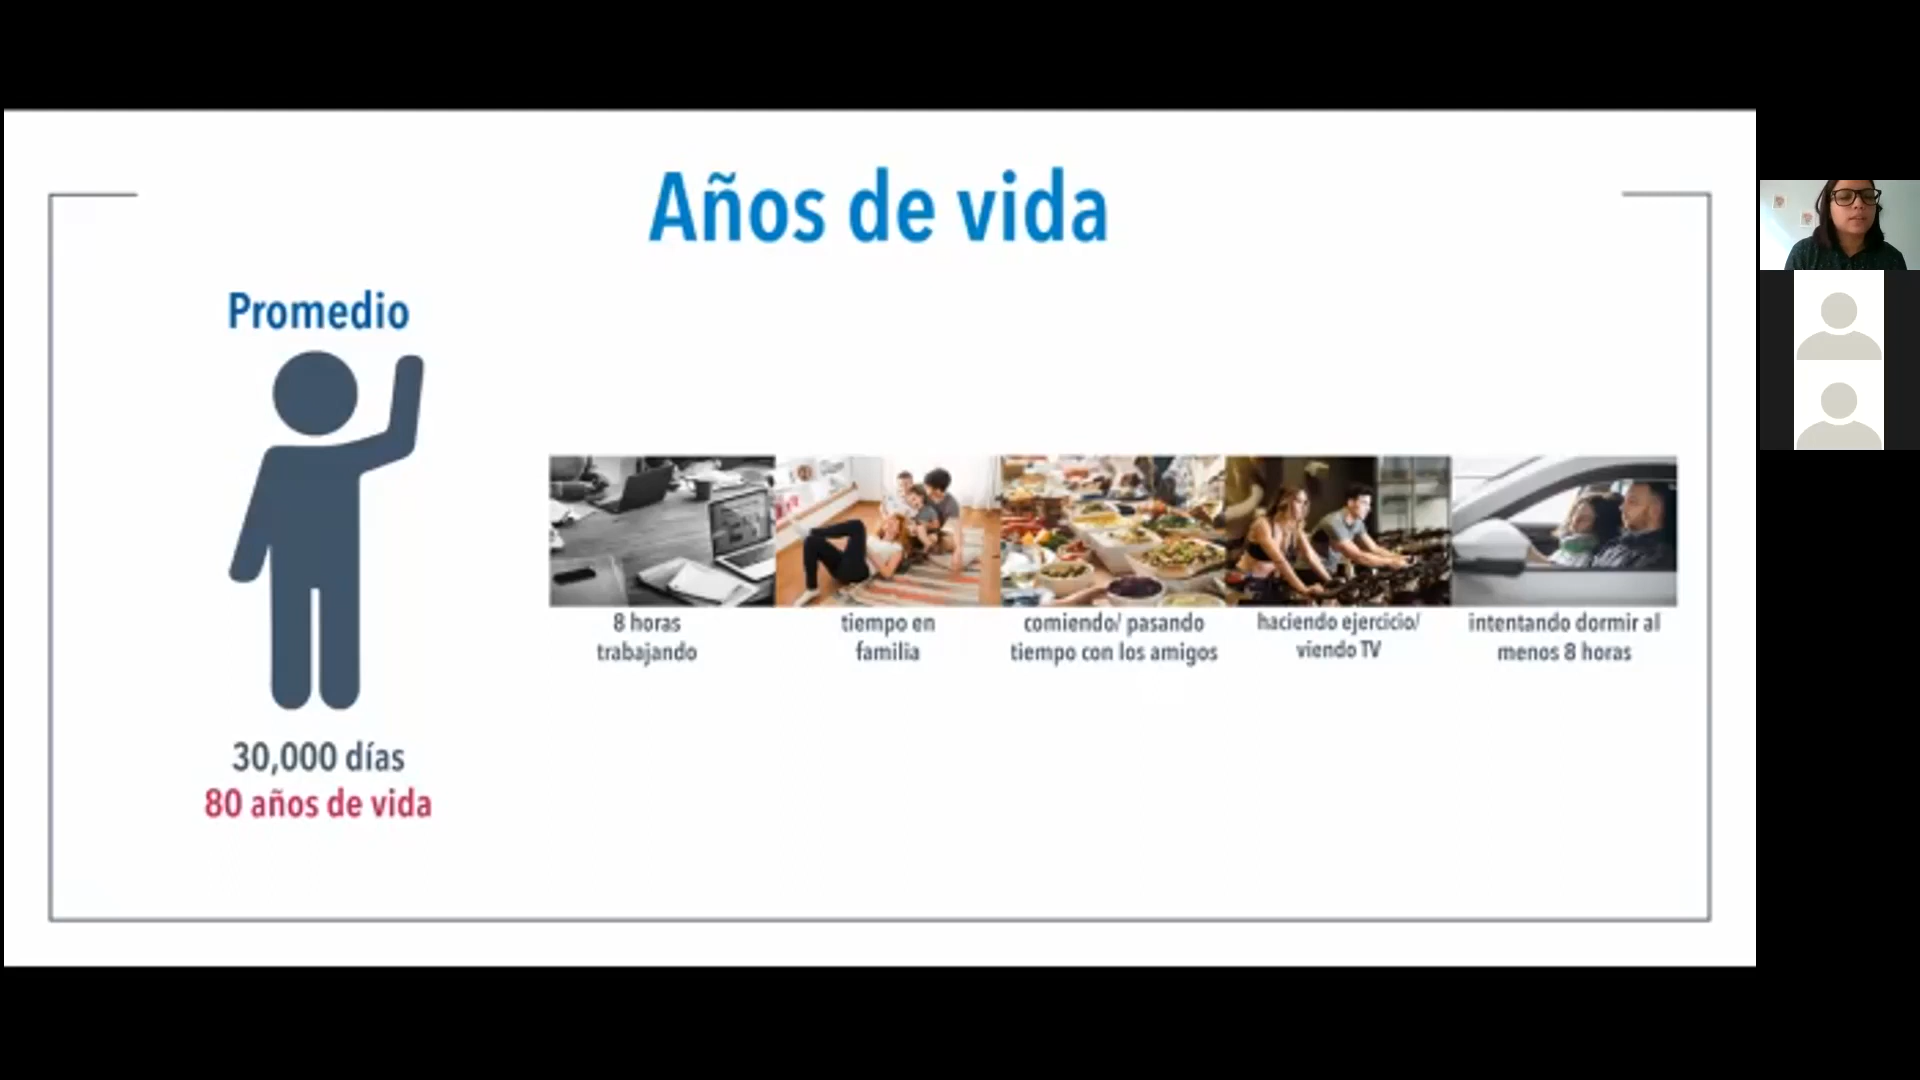 Años de vida
Promedio
8 horas
trabajando
tiempo en
familia
comiendo/ pasando
tiempo con los amigos
haciendo ejercicio/
viendo TV
intentando dormir al
menos 8 horas
30,000 días
80 años de vida